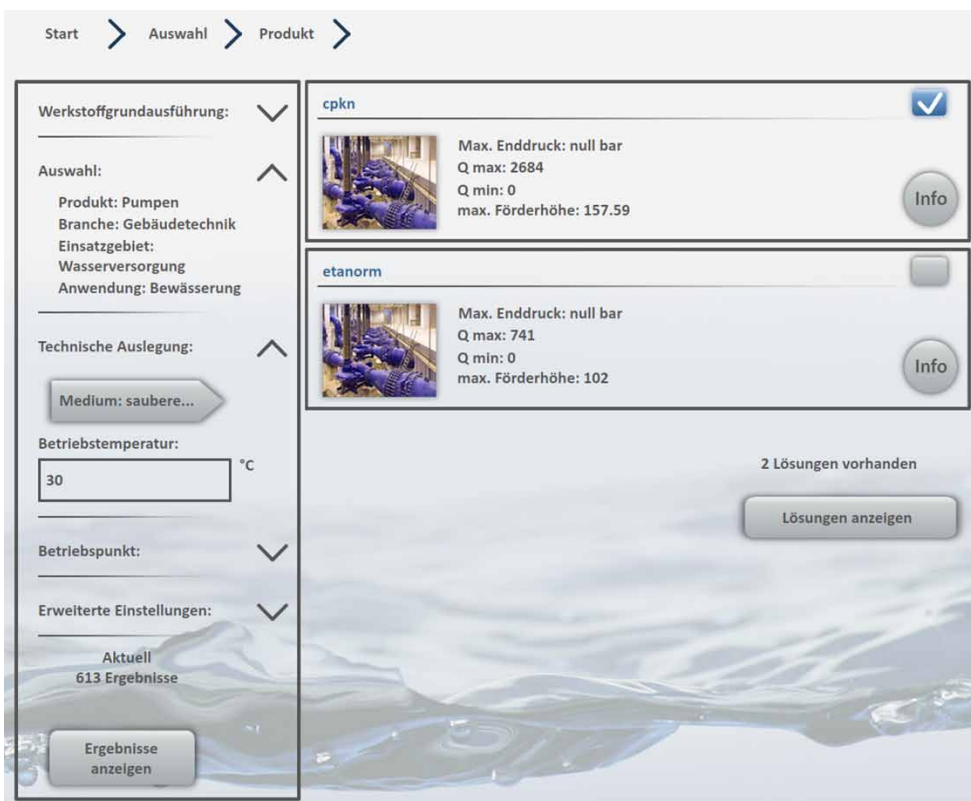 Start
Auswahl
Produkt
Werkstoffgrundausführung:
Auswahl:
Produkt: Pumpen
Branche: Gebäudetechnik
Einsatzgebiet:
Wasserversorgung
Anwendung: Bewässerung
Technische Auslegung:
Medium: saubere...
Betriebstemperatur:
30
°C
Betriebspunkt:
Erweiterte Einstellungen:
Aktuell
613 Ergebnisse
Ergebnisse
anzeigen
cpkn
Max. Enddruck: null bar
Q max: 2684
Q min: 0
max. Förderhöhe: 157.59
Info
etanorm
Max. Enddruck: null bar
Q max: 741
Q min: 0
max. Förderhöhe: 102
Info
2 Lösungen vorhanden
Lösungen anzeigen